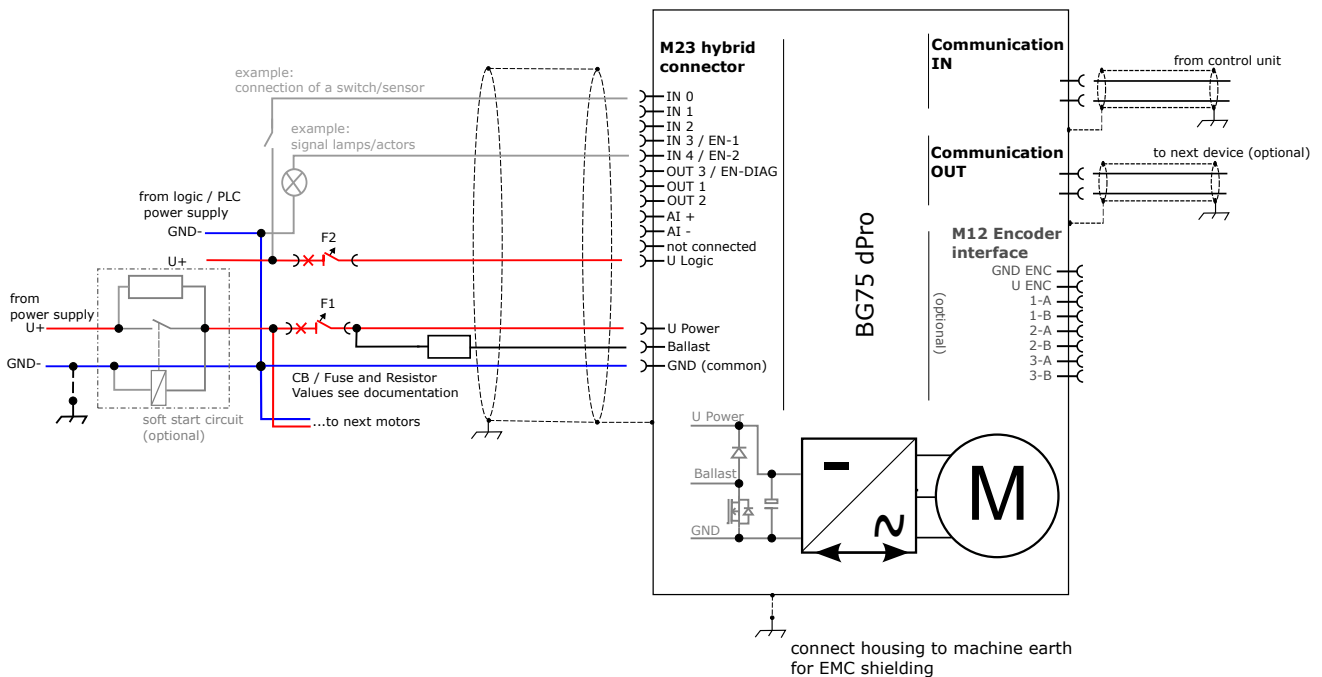 M23 hybrid
connector
Communication
IN
from control unit
example:
connection of a switch/sensor
IN 0
IN 1
IN 2
IN 3 / EN-1
IN 4 / EN-2
OUT 3 / EN-DIAG
OUT 1
OUT 2
AI +
AI -
not connected
U Logic
example:
signal lamps/actors
Communication
OUT
to next device (optional)
from logic / PLC
power supply
GND-
U+
F2
M12 Encoder
interface
(optional)
GND ENC
U ENC
1-A
1-B
2-A
2-B
3-A
3-B
BG75 dPro
from
power supply
U+
GND-
F1
U Power
Ballast
GND (common)
CB / Fuse and Resistor
Values see documentation
soft start circuit
(optional)
...to next motors
U Power
Ballast
GND
M
connect housing to machine earth
for EMC shielding